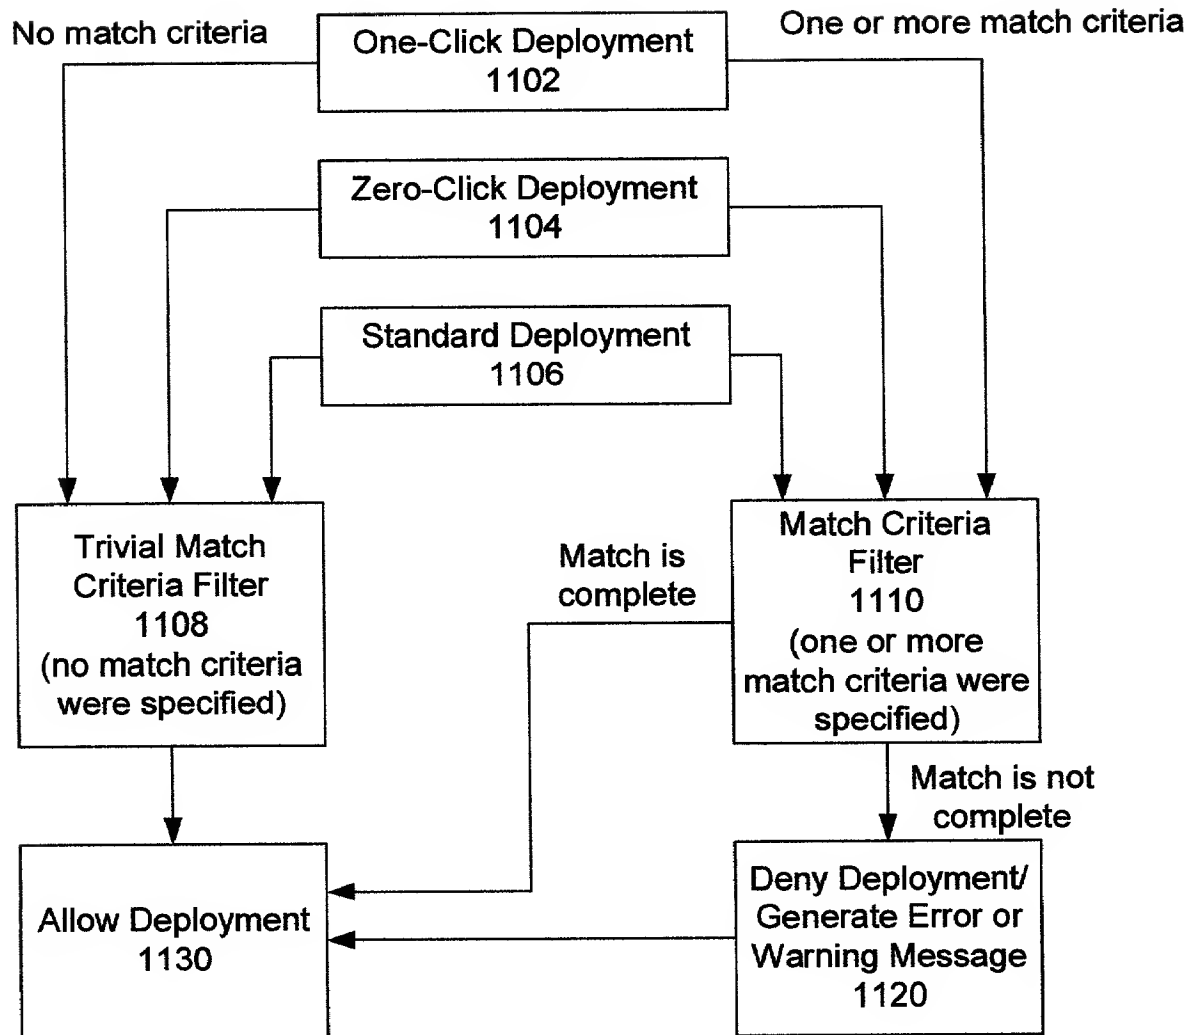 No match criteria
One-Click Deployment
1102
One or more match criteria
Zero-Click Deployment
1104
Standard Deployment
1106
Trivial Match
Criteria Filter
1108
(no match criteria
were specified)
Match is
complete
Match Criteria
Filter
1110
(one or more
match criteria were
specified)
Match is not
complete
Allow Deployment
1130
Deny Deployment/
Generate Error or
Warning Message
1120